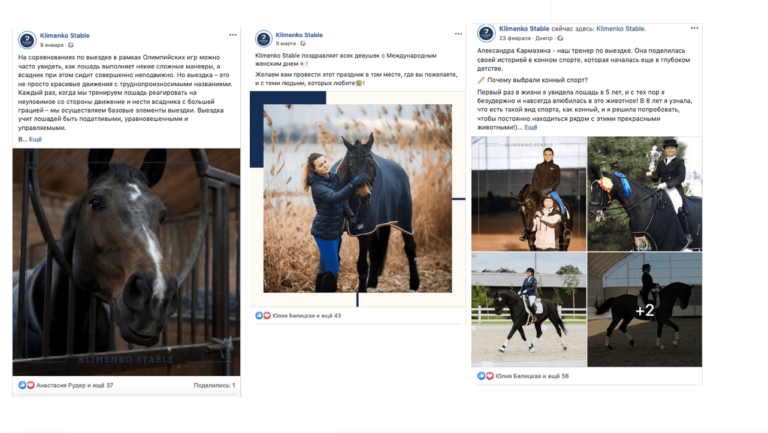 Klimenko Stable
9 января ·
На соревнованиях по выездке в рамках Олимпийских игр можно
часто увидеть, как лошадь выполняет некие сложные маневры, а
всадник при этом сидит совершенно неподвижно. Но выездка – это
не просто красивые движения с труднопроизносимыми названиями.
Каждый раз, когда мы тренируем лошадь реагировать на
неуловимое со стороны движение и нести всадника с большей
грацией – мы осуществляем базовые элементы выездки. Выездка
учит лошадей быть податливыми, уравновешенными и
управляемыми.
В... Ещё
KLIMENKO-STABLE
Анастасия Рудер и ещё 37
Поделились: 1
Klimenko Stable
8 марта ·
Klimenko Stable поздравляет всех девушек с Международным
женским днем!
Желаем вам провести этот праздник в том месте, где вы пожелаете,
и с теми людьми, которых любите!
Юлия Белицкая и ещё 43
Klimenko Stable сейчас здесь: Klimenko Stable.
23 февраля · Днепр ·
Александра Кармазина - наш тренер по выездке. Она поделилась
своей историей в конном спорте, которая началась еще в глубоком
детстве.
Почему выбрали конный спорт?
Первый раз в жизни я увидела лошадь в 5 лет, и с тех пор я
безудержно и навсегда влюбилась в это животное! В 8 лет я узнала,
что есть такой вид спорта, как конный, и я решила попробовать,
чтобы постоянно находиться рядом с этими прекрасными
животными!)... Ещё
KLIMENKO-STABLE
+2
Юлия Белицкая и ещё 56